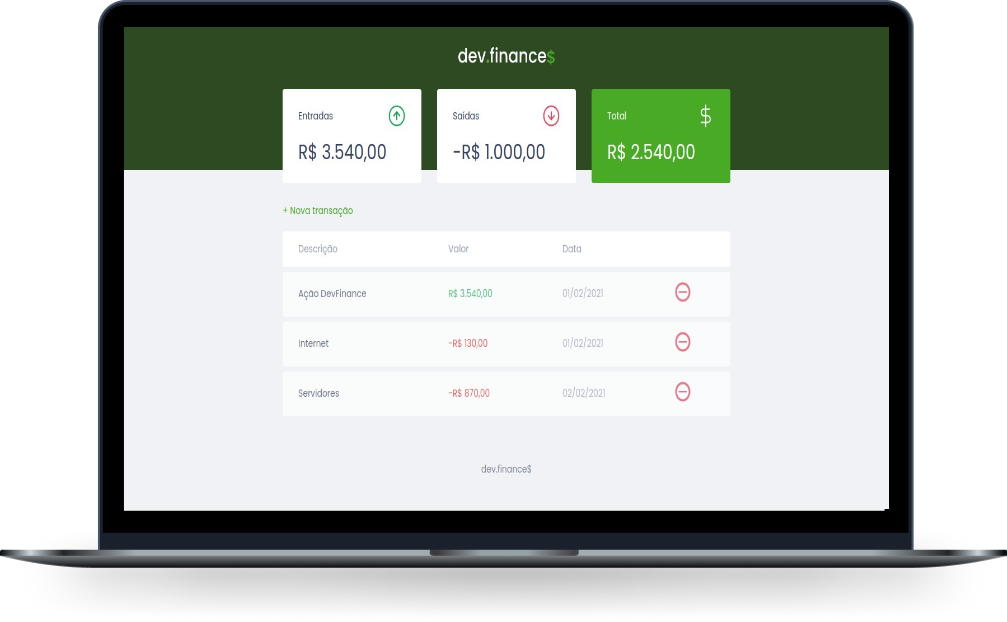 dev.finance$
Entradas
R$ 3.540,00
Saídas
-R$ 1.000,00
Total
$
R$ 2.540,00
+ Nova transação
Descrição Valor Data
Ação DevFinance R$ 3.540,00 01/02/2021
Internet -R$ 130,00 01/02/2021
Servidores -R$ 870,00 02/02/2021
dev.finance$